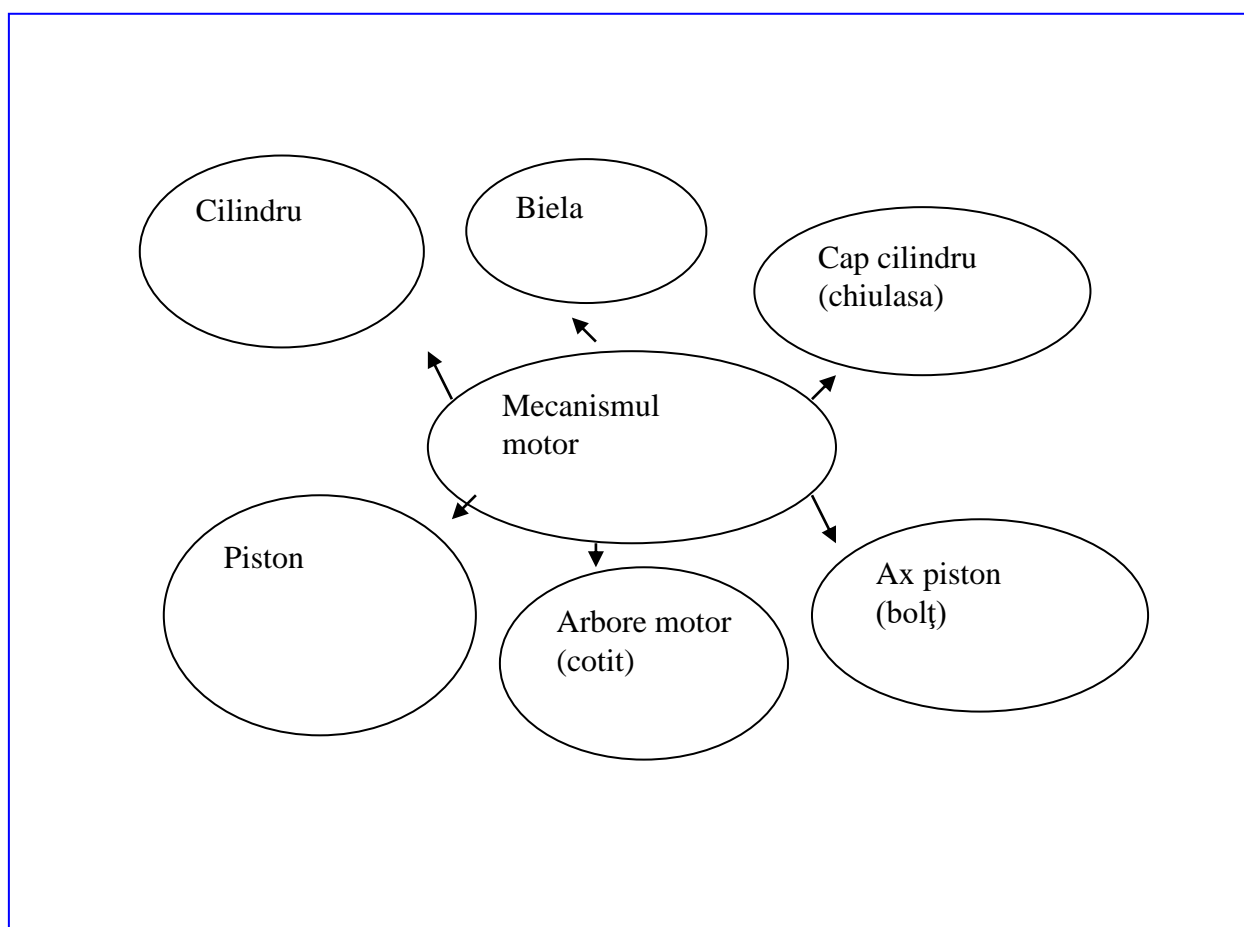 Cilindru
Biela
Cap cilindru
(chiulasa)
Mecanismul
motor
Piston
Arbore motor
(cotit)
Ax piston
(bolţ)